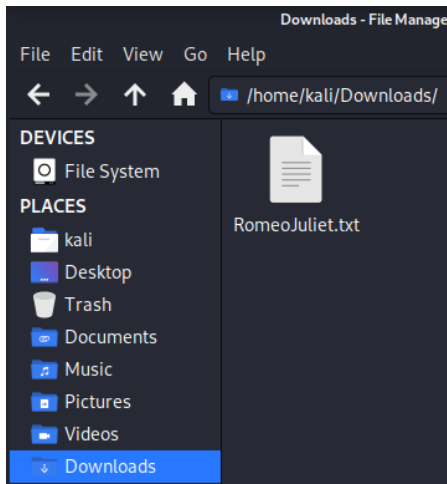 Downloads - File Manage
File Edit View Go Help
/home/kali/Downloads/
DEVICES
File System
PLACES
kali
Desktop
Trash
Documents
Music
Pictures
Videos
Downloads
RomeoJuliet.txt